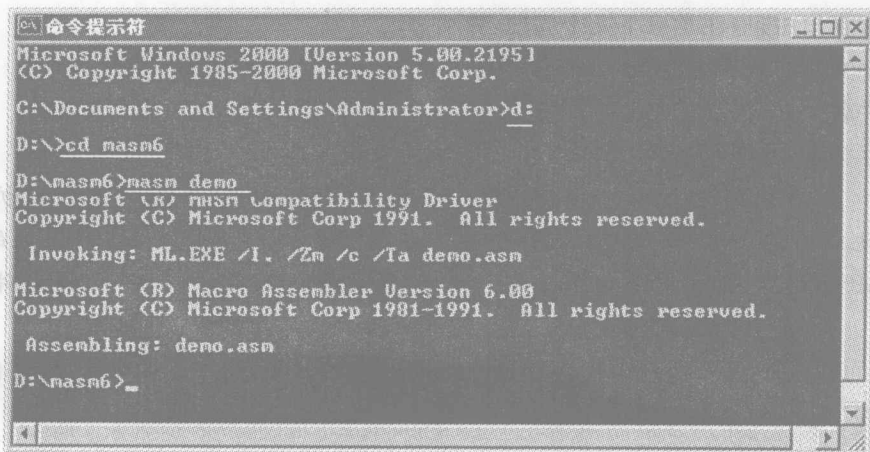 命令提示符
Microsoft Windows 2000 [Version 5.00.2195]
(C) Copyright 1985-2000 Microsoft Corp.
C:\Documents and Settings\Administrator>d:
D:\>cd masm6
D:\masm6>masm demo
Microsoft (R) MASM Compatibility Driver
Copyright (C) Microsoft Corp 1991.  All rights reserved.
Invoking: ML.EXE /I. /Zm /c /Ta demo.asm
Microsoft (R) Macro Assembler Version 6.00
Copyright (C) Microsoft Corp 1981-1991.  All rights reserved.
Assembling: demo.asm
D:\masm6>_